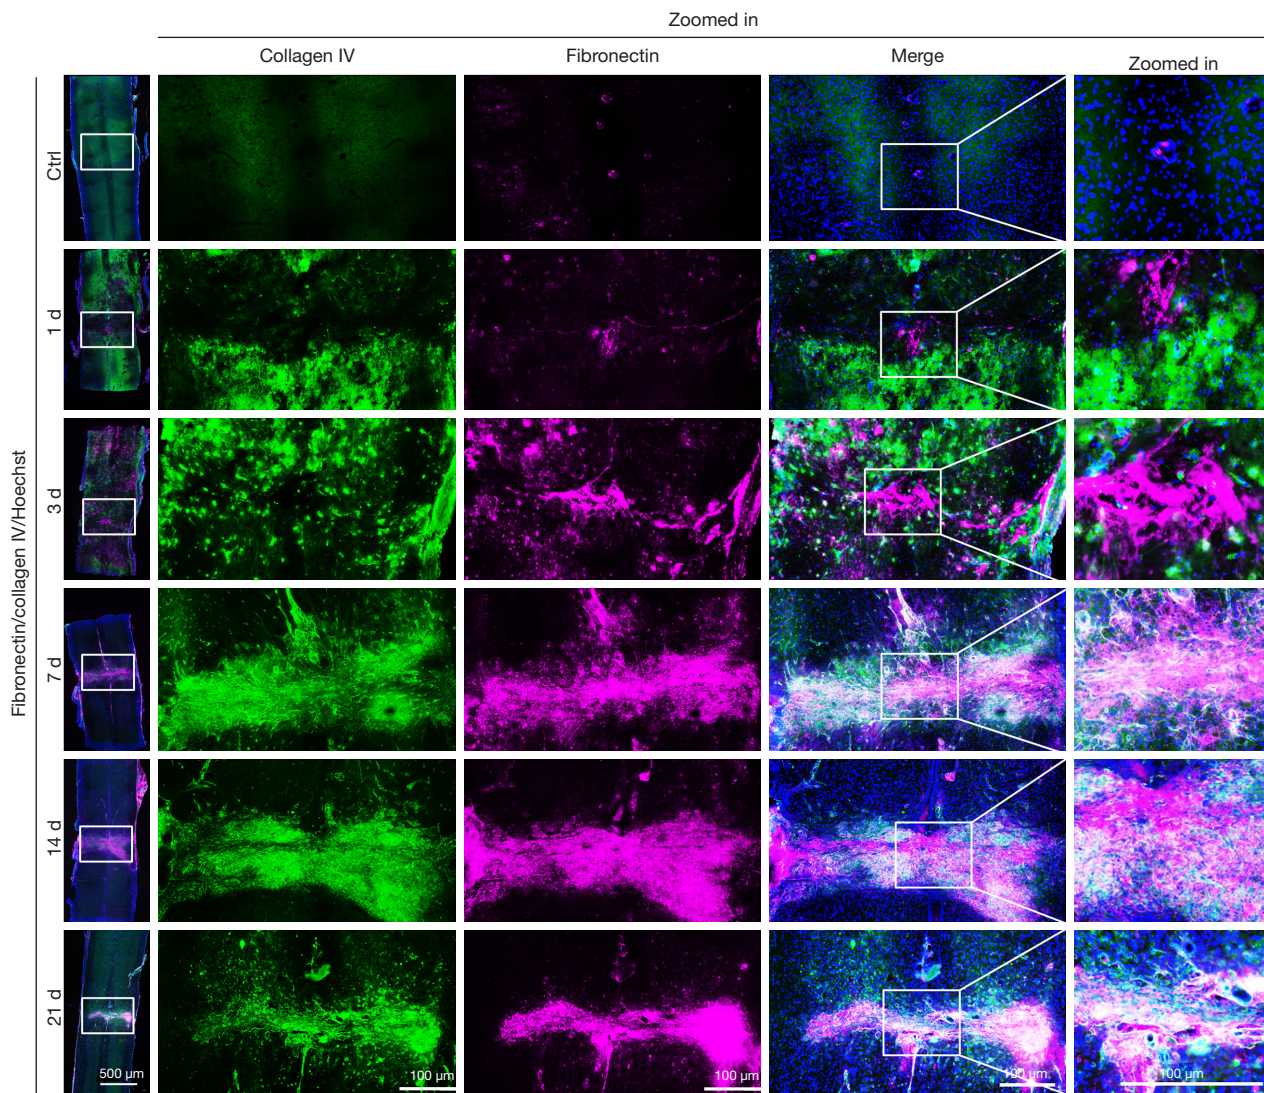 Zoomed in
Collagen IV
Fibronectin
Merge
Zoomed in
Fibronectin/collagen IV/Hoechst
Ctrl
1 d
3 d
7 d
14 d
21 d
500 µm
100 µm
100 µm
100 µm
100 µm